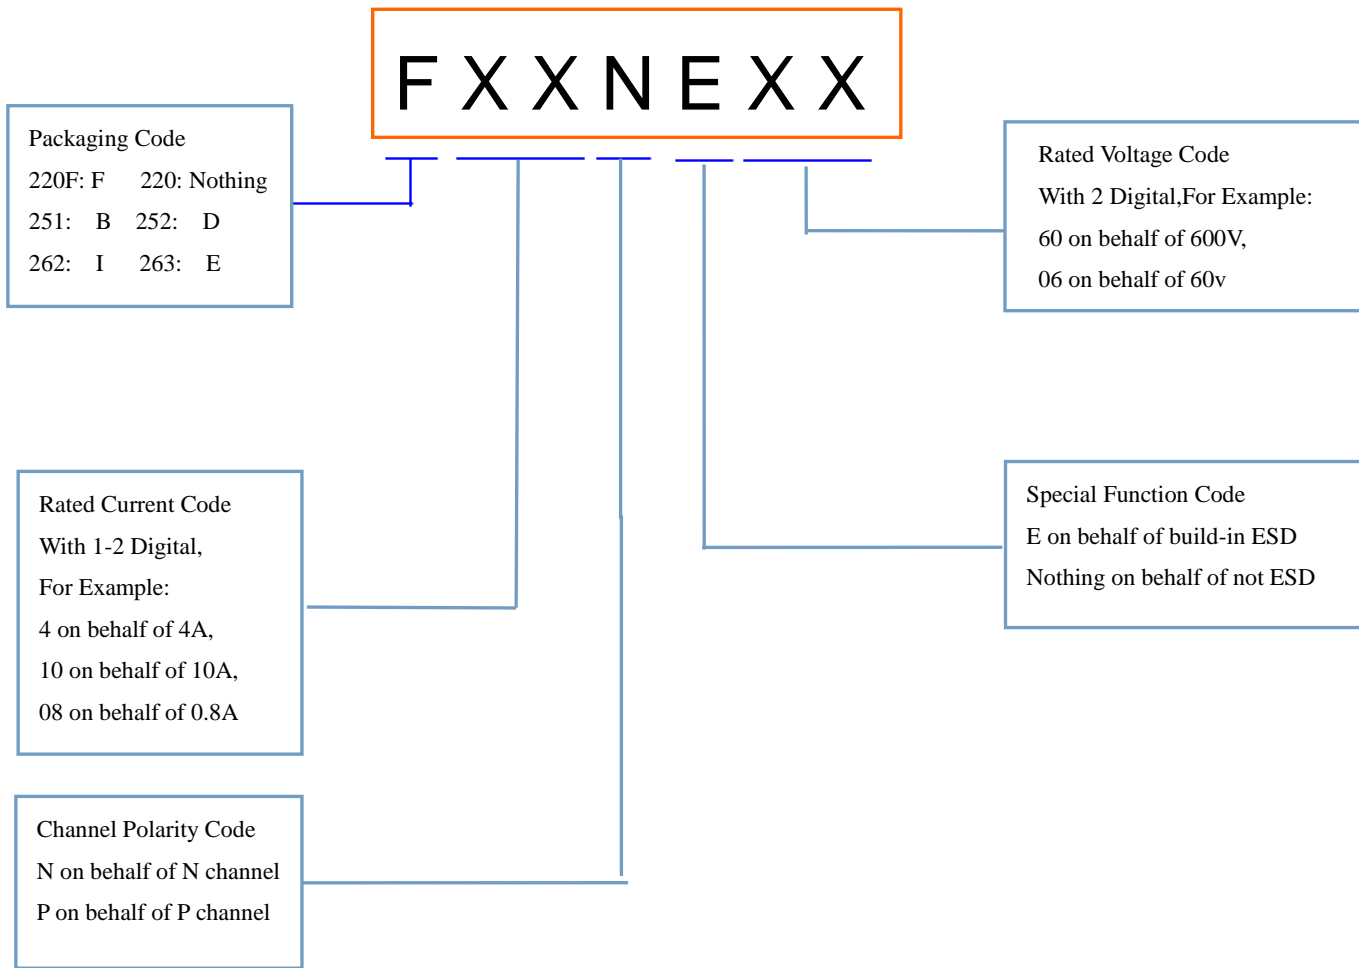 F X X N E X X
Packaging Code
220F: F 220: Nothing
251: B 252: D
262: I 263: E
Rated Voltage Code
With 2 Digital,For Example:
60 on behalf of 600V,
06 on behalf of 60v
Rated Current Code
With 1-2 Digital,
For Example:
4 on behalf of 4A,
10 on behalf of 10A,
08 on behalf of 0.8A
Special Function Code
E on behalf of build-in ESD
Nothing on behalf of not ESD
Channel Polarity Code
N on behalf of N channel
P on behalf of P channel